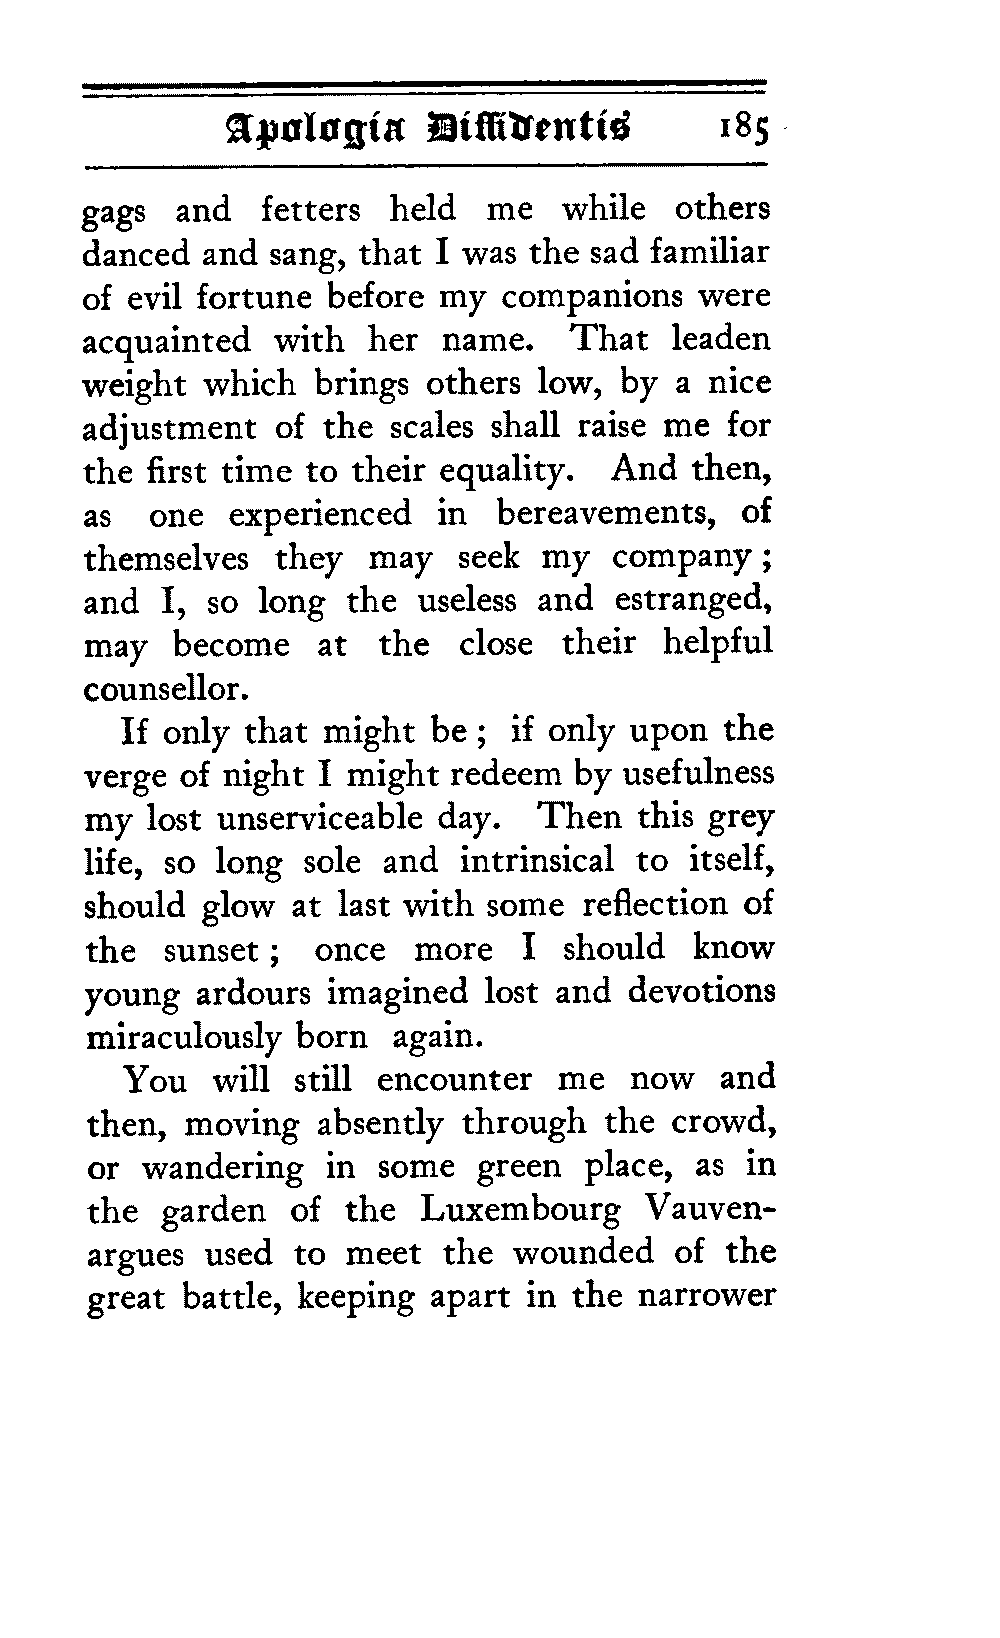 Apologia Diffidentis 185
gags and fetters held me while others
danced and sang, that I was the sad familiar
of evil fortune before my companions were
acquainted with her name. That leaden
weight which brings others low, by a nice
adjustment of the scales shall raise me for
the first time to their equality. And then,
as one experienced in bereavements, of
themselves they may seek my company ;
and I, so long the useless and estranged,
may become at the close their helpful
counsellor.
If only that might be ; if only upon the
verge of night I might redeem by usefulness
my lost unserviceable day. Then this grey
life, so long sole and intrinsical to itself,
should glow at last with some reflection of
the sunset ; once more I should know
young ardours imagined lost and devotions
miraculously born again.
You will still encounter me now and
then, moving absently through the crowd,
or wandering in some green place, as in
the garden of the Luxembourg Vauven-
argues used to meet the wounded of the
great battle, keeping apart in the narrower